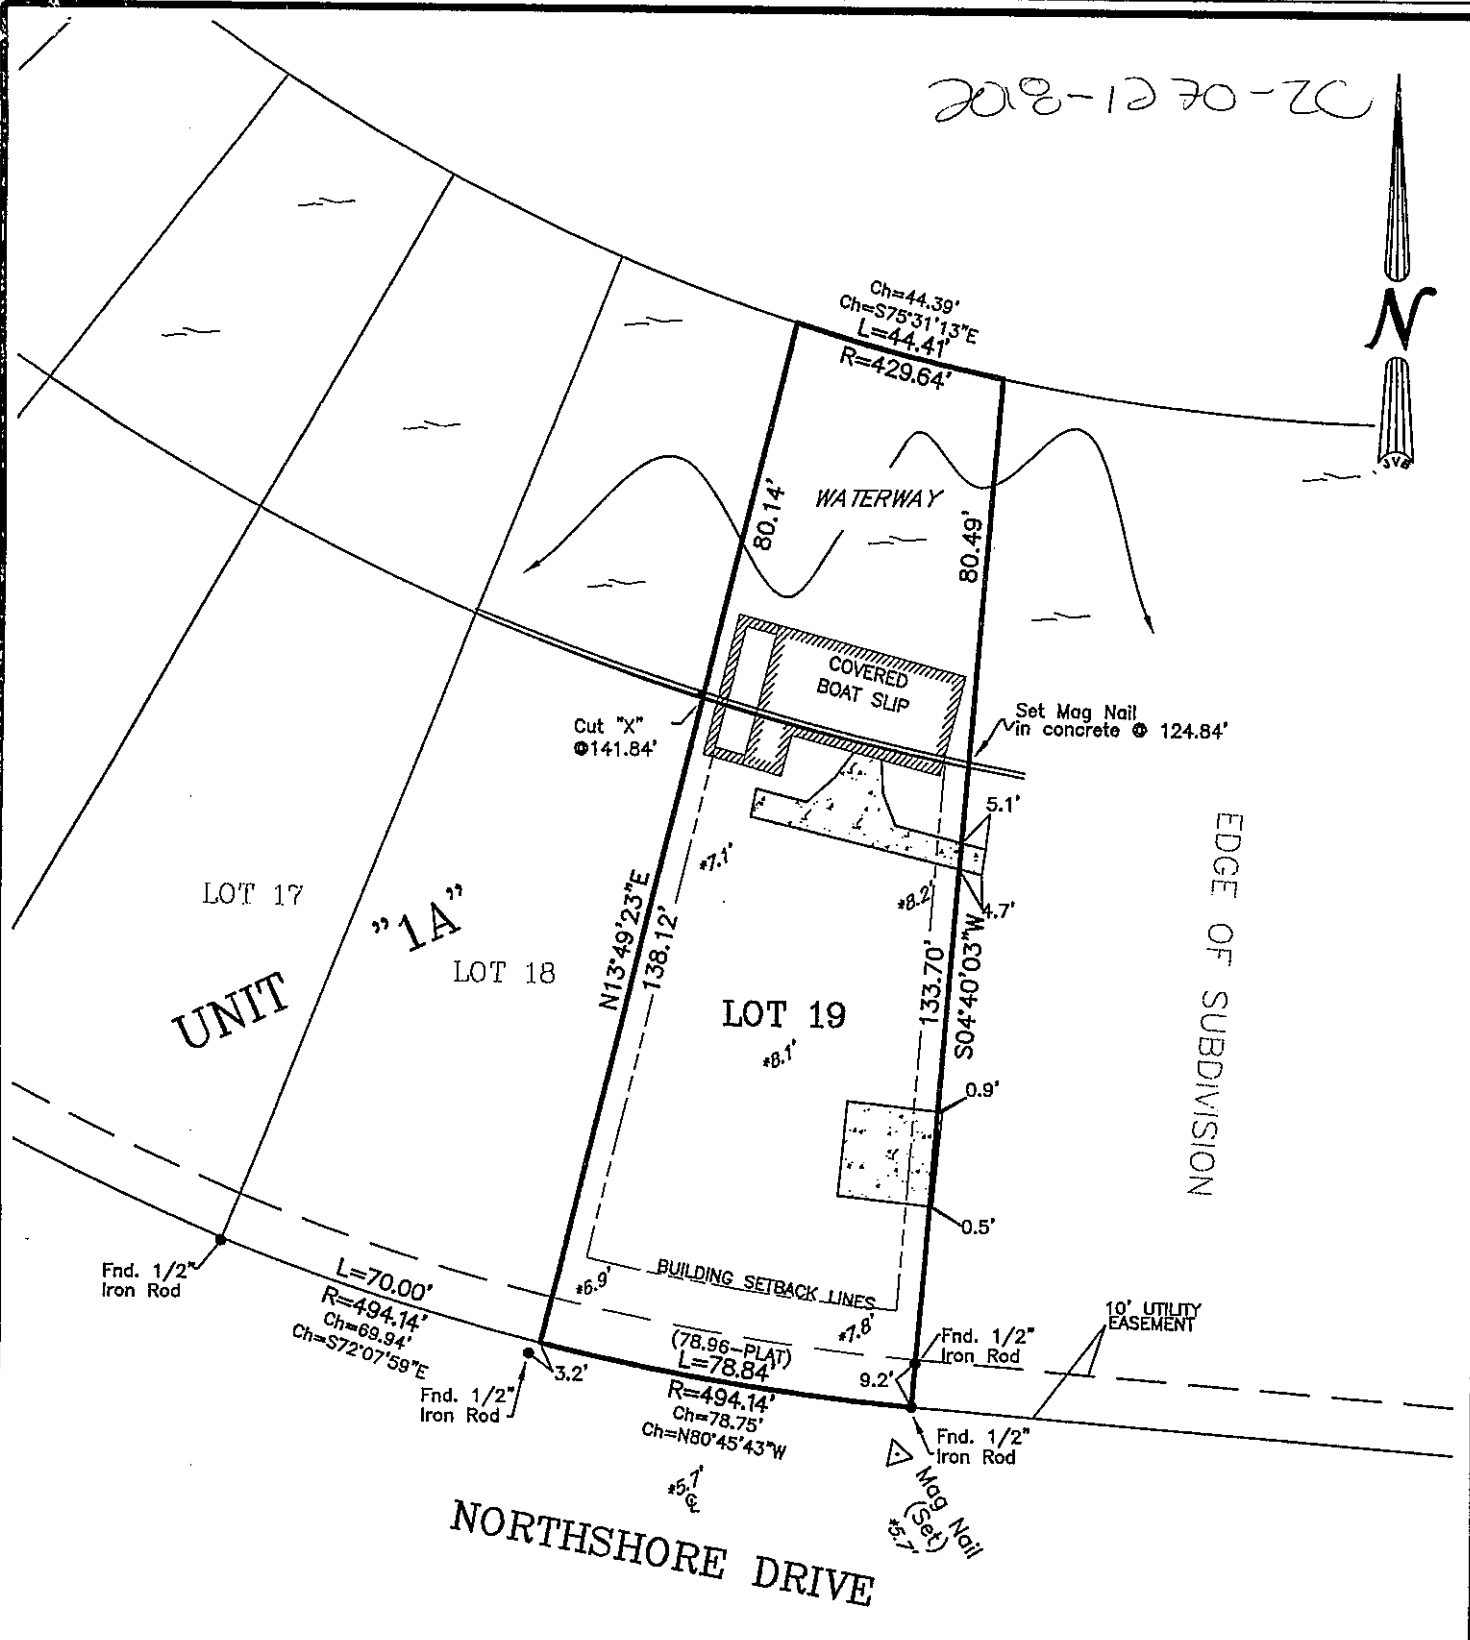 2018-1270-ZC
N
JVB
Ch=44.39'
Ch=S75°31'13"E
L=44.41'
R=429.64'
80.14'
WATERWAY
80.49'
COVERED
BOAT SLIP
Cut "X"
@141.84'
Set Mag Nail
in concrete @ 124.84'
5.1'
*7.1'
*8.2'
4.7'
EDGE OF SUBDIVISION
LOT 17
"1A"
LOT 18
UNIT
N13°49'23"E
138.12'
LOT 19
*8.1'
133.70'
S04°40'03"W
0.9'
0.5'
Fnd. 1/2"
Iron Rod
L=70.00'
R=494.14'
Ch=69.94'
Ch=S72°07'59"E
*6.9'
BUILDING SETBACK LINES
*7.8'
10' UTILITY
EASEMENT
Fnd. 1/2"
Iron Rod
(78.96-PLAT)
L=78.84'
R=494.14'
Ch=78.75'
Ch=N80°45'43"W
9.2'
3.2'
Fnd. 1/2"
Iron Rod
Fnd. 1/2"
Iron Rod
Mag Nail
(Set)
*5.7'
*5.7'
℄
NORTHSHORE DRIVE